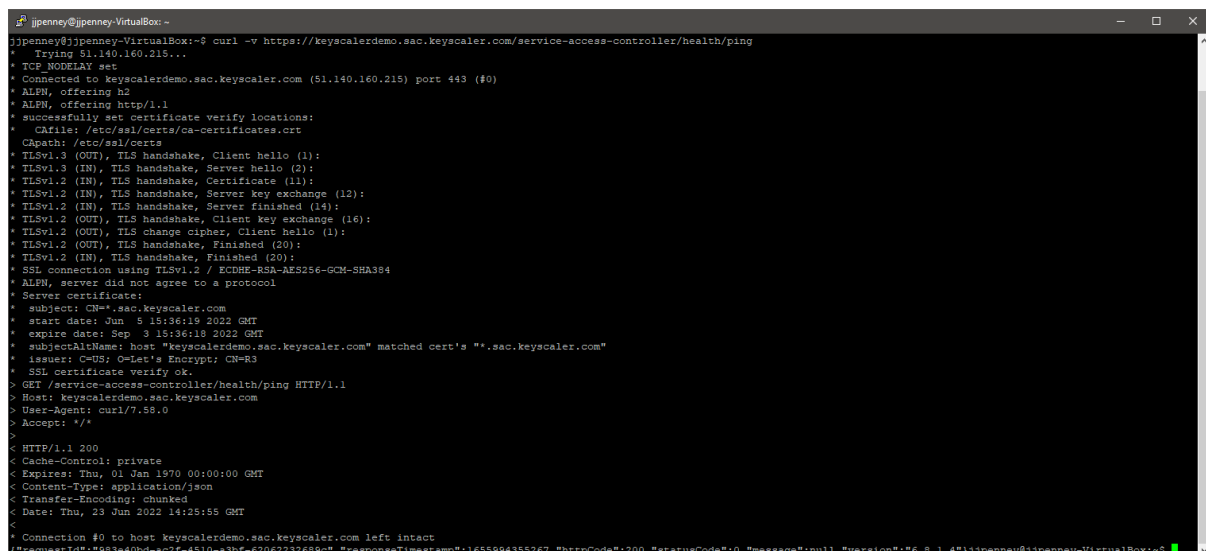 jjpenney@jjpenney-VirtualBox: ~
jjpenney@jjpenney-VirtualBox:~$ curl -v https://keyscalerdemo.sac.keyscaler.com/service-access-controller/health/ping
*   Trying 51.140.160.215...
* TCP_NODELAY set
* Connected to keyscalerdemo.sac.keyscaler.com (51.140.160.215) port 443 (#0)
* ALPN, offering h2
* ALPN, offering http/1.1
* successfully set certificate verify locations:
*   CAfile: /etc/ssl/certs/ca-certificates.crt
  CApath: /etc/ssl/certs
* TLSv1.3 (OUT), TLS handshake, Client hello (1):
* TLSv1.3 (IN), TLS handshake, Server hello (2):
* TLSv1.2 (IN), TLS handshake, Certificate (11):
* TLSv1.2 (IN), TLS handshake, Server key exchange (12):
* TLSv1.2 (IN), TLS handshake, Server finished (14):
* TLSv1.2 (OUT), TLS handshake, Client key exchange (16):
* TLSv1.2 (OUT), TLS change cipher, Client hello (1):
* TLSv1.2 (OUT), TLS handshake, Finished (20):
* TLSv1.2 (IN), TLS handshake, Finished (20):
* SSL connection using TLSv1.2 / ECDHE-RSA-AES256-GCM-SHA384
* ALPN, server did not agree to a protocol
* Server certificate:
*  subject: CN=*.sac.keyscaler.com
*  start date: Jun  5 15:36:19 2022 GMT
*  expire date: Sep  3 15:36:18 2022 GMT
*  subjectAltName: host "keyscalerdemo.sac.keyscaler.com" matched cert's "*.sac.keyscaler.com"
*  issuer: C=US; O=Let's Encrypt; CN=R3
*  SSL certificate verify ok.
> GET /service-access-controller/health/ping HTTP/1.1
> Host: keyscalerdemo.sac.keyscaler.com
> User-Agent: curl/7.58.0
> Accept: */*
>
< HTTP/1.1 200
< Cache-Control: private
< Expires: Thu, 01 Jan 1970 00:00:00 GMT
< Content-Type: application/json
< Transfer-Encoding: chunked
< Date: Thu, 23 Jun 2022 14:25:55 GMT
<
* Connection #0 to host keyscalerdemo.sac.keyscaler.com left intact
{"requestId":"983e40bd-ac2f-4510-a3bf-62062232689c","responseTimestamp":1655994355267,"httpCode":200,"statusCode":0,"message":null,"version":"6.8.1.4"}jjpenney@jjpenney-VirtualBox:~$